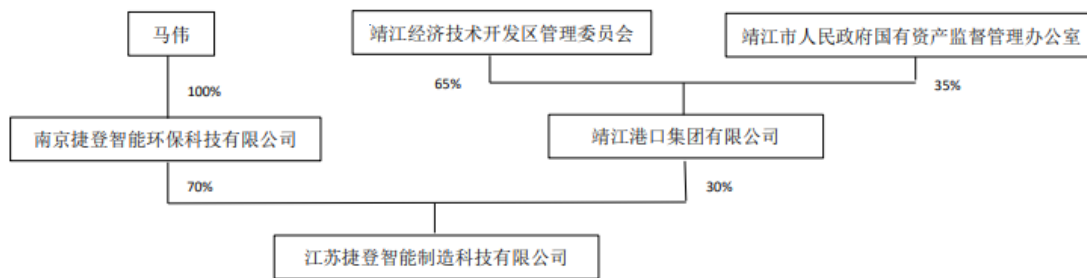 马伟
靖江经济技术开发区管理委员会
靖江市人民政府国有资产监督管理办公室
100%
65%
35%
南京捷登智能环保科技有限公司
靖江港口集团有限公司
70%
30%
江苏捷登智能制造科技有限公司